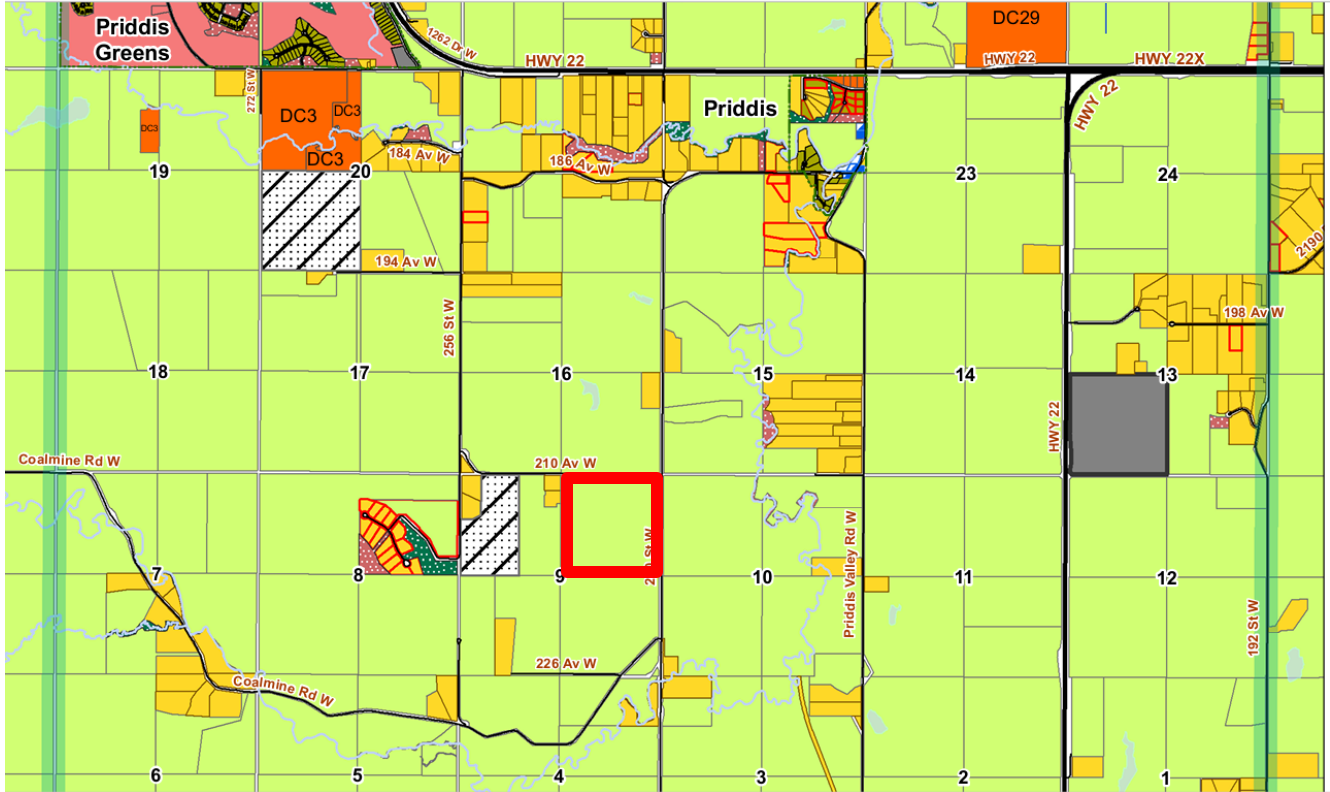 Priddis
Greens
1262 Dr W
HWY 22
DC29
HWY 22
HWY 22X
272 St W
DC3
DC3
DC3
DC3
Priddis
HWY 22
184 Av W
186 Av W
19
20
23
24
2190
194 Av W
256 St W
198 Av W
18
17
16
15
14
13
HWY 22
Coalmine Rd W
210 Av W
St W
Priddis Valley Rd W
7
8
9
10
11
12
192 St W
226 Av W
Coalmine Rd W
6
5
4
3
2
1